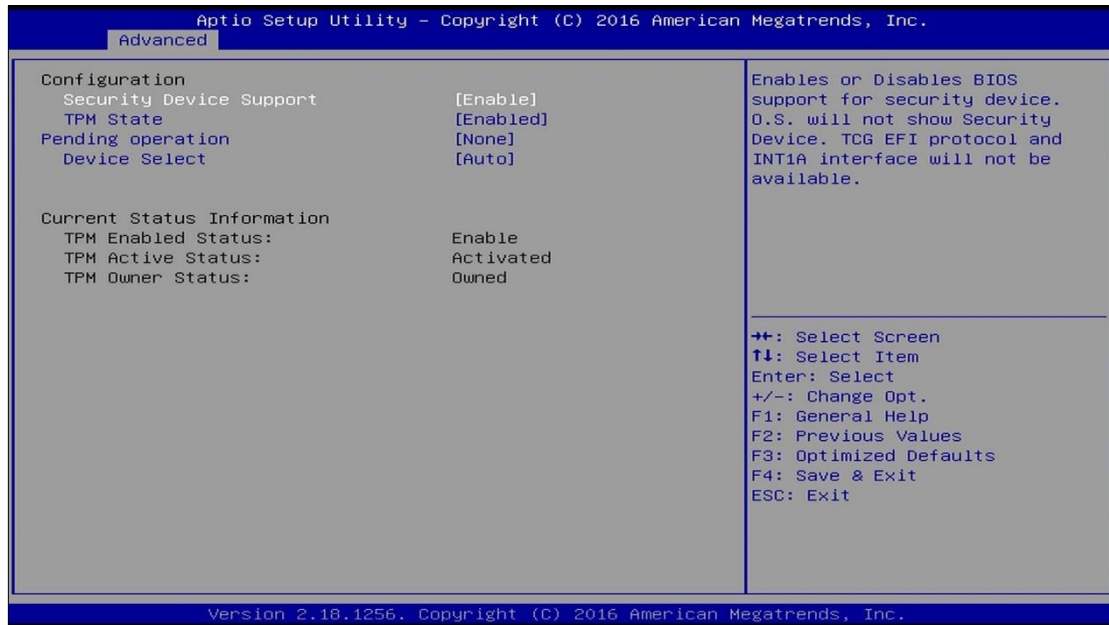 Aptio Setup Utility – Copyright (C) 2016 American Megatrends, Inc.
Advanced
Configuration
Security Device Support [Enable]
TPM State [Enabled]
Pending operation [None]
Device Select [Auto]
Current Status Information
TPM Enabled Status: Enable
TPM Active Status: Activated
TPM Owner Status: Owned
Enables or Disables BIOS
support for security device.
O.S. will not show Security
Device. TCG EFI protocol and
INT1A interface will not be
available.
→←: Select Screen
↑↓: Select Item
Enter: Select
+/-: Change Opt.
F1: General Help
F2: Previous Values
F3: Optimized Defaults
F4: Save & Exit
ESC: Exit
Version 2.18.1256. Copyright (C) 2016 American Megatrends, Inc.